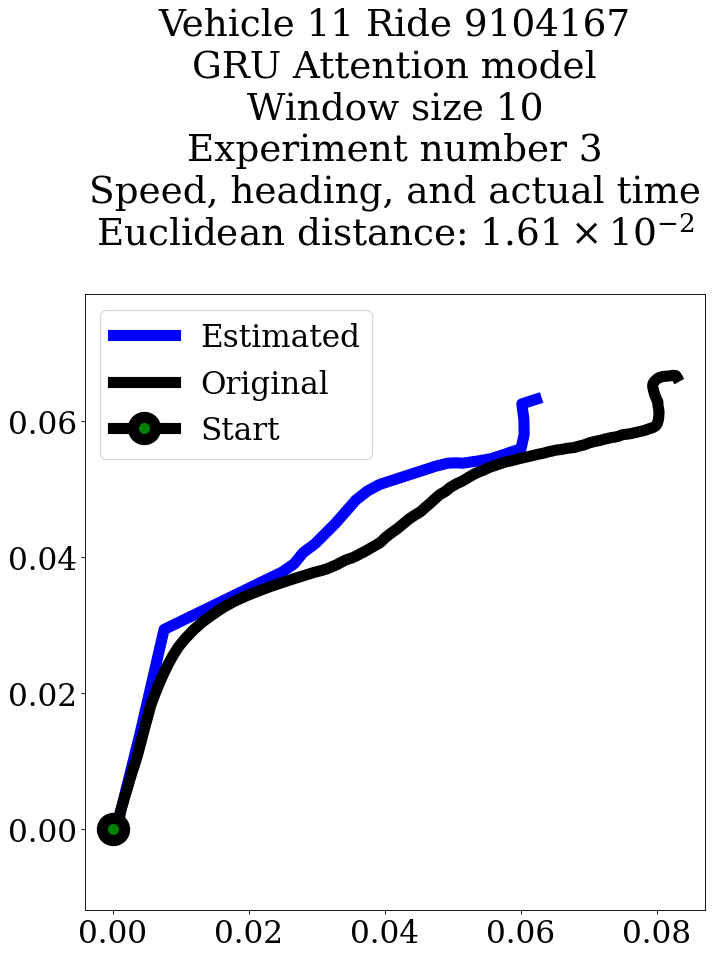 Vehicle 11 Ride 9104167
GRU Attention model
Window size 10
Experiment number 3
Speed, heading, and actual time
Euclidean distance: 1.61 × 10⁻²
Estimated
Original
Start
0.06
0.04
0.02
0.00
0.00 0.02 0.04 0.06 0.08